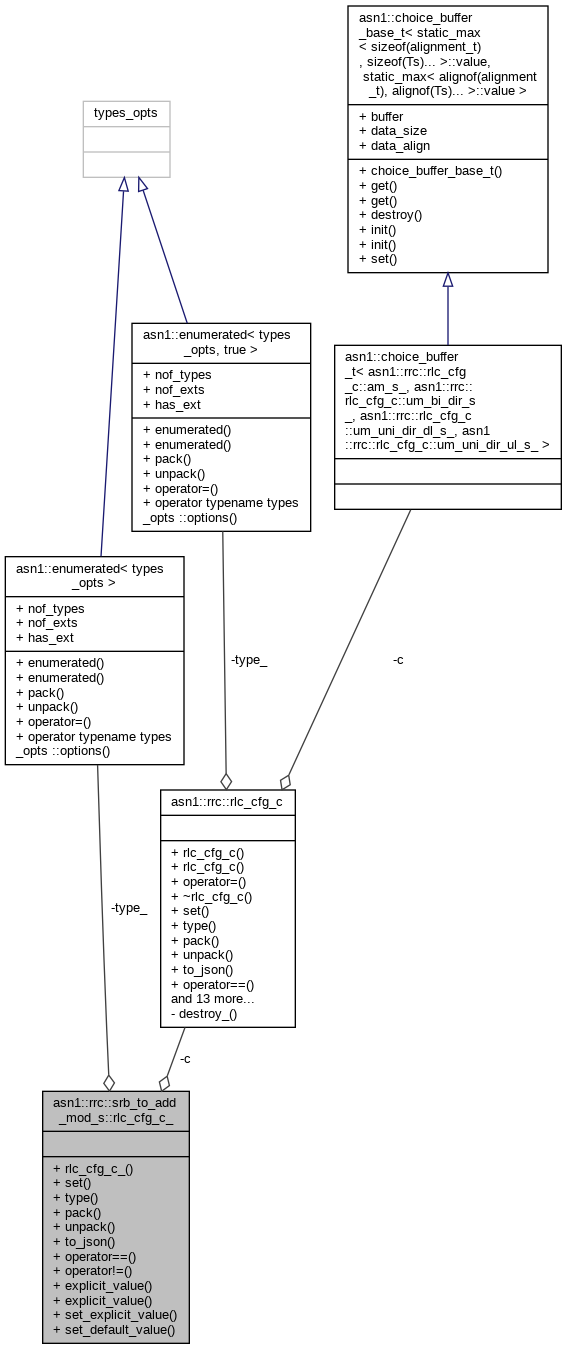 asn1::choice_buffer
_base_t< static_max
< sizeof(alignment_t)
, sizeof(Ts)... >::value,
static_max< alignof(alignment
_t), alignof(Ts)... >::value >
+ buffer
+ data_size
+ data_align
+ choice_buffer_base_t()
+ get()
+ get()
+ destroy()
+ init()
+ init()
+ set()
types_opts
asn1::enumerated< types
_opts, true >
+ nof_types
+ nof_exts
+ has_ext
+ enumerated()
+ enumerated()
+ pack()
+ unpack()
+ operator=()
+ operator typename types
_opts ::options()
asn1::choice_buffer
_t< asn1::rrc::rlc_cfg
_c::am_s_, asn1::rrc::
rlc_cfg_c::um_bi_dir_s
_, asn1::rrc::rlc_cfg_c
::um_uni_dir_dl_s_, asn1
::rrc::rlc_cfg_c::um_uni_dir_ul_s_ >
asn1::enumerated< types
_opts >
+ nof_types
+ nof_exts
+ has_ext
+ enumerated()
+ enumerated()
+ pack()
+ unpack()
+ operator=()
+ operator typename types
_opts ::options()
-type_
-c
asn1::rrc::rlc_cfg_c
+ rlc_cfg_c()
+ rlc_cfg_c()
+ operator=()
+ ~rlc_cfg_c()
+ set()
+ type()
+ pack()
+ unpack()
+ to_json()
+ operator==()
and 13 more...
- destroy_()
-type_
-c
asn1::rrc::srb_to_add
_mod_s::rlc_cfg_c_
+ rlc_cfg_c_()
+ set()
+ type()
+ pack()
+ unpack()
+ to_json()
+ operator==()
+ operator!=()
+ explicit_value()
+ explicit_value()
+ set_explicit_value()
+ set_default_value()